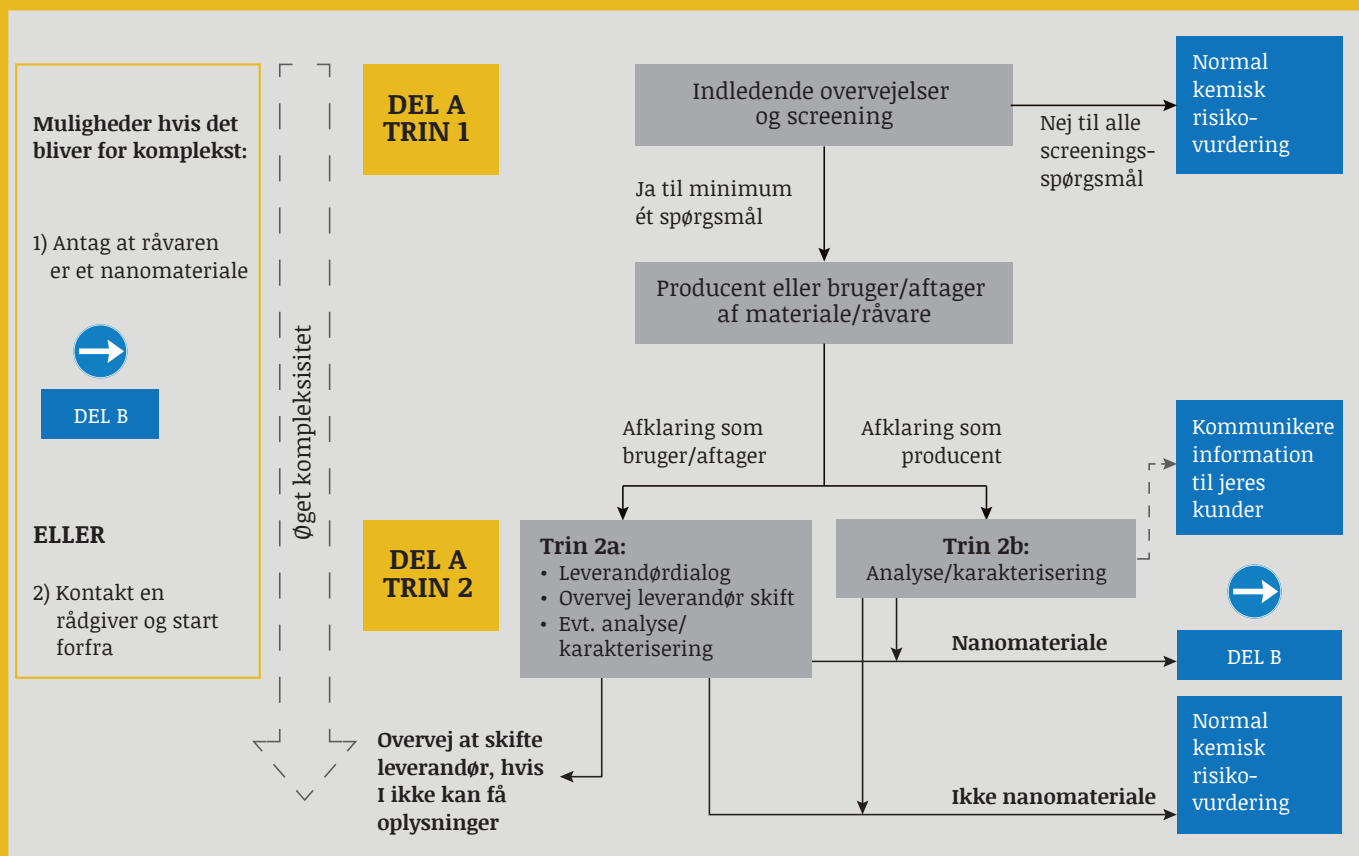 Muligheder hvis det
bliver for komplekst:
1) Antag at råvaren
er et nanomateriale
DEL B
ELLER
2) Kontakt en
rådgiver og start
forfra
Øget kompleksisitet
DEL A
TRIN 1
Indledende overvejelser
og screening
Nej til alle
screenings-
spørgsmål
Normal
kemisk
risiko-
vurdering
Ja til minimum
ét spørgsmål
Producent eller bruger/aftager
af materiale/råvare
Afklaring som
bruger/aftager
Afklaring som
producent
DEL A
TRIN 2
Trin 2a:
• Leverandørdialog
• Overvej leverandør skift
• Evt. analyse/
karakterisering
Trin 2b:
Analyse/karakterisering
Kommunikere
information
til jeres
kunder
Nanomateriale
DEL B
Overvej at skifte
leverandør, hvis
I ikke kan få
oplysninger
Ikke nanomateriale
Normal
kemisk
risiko-
vurdering